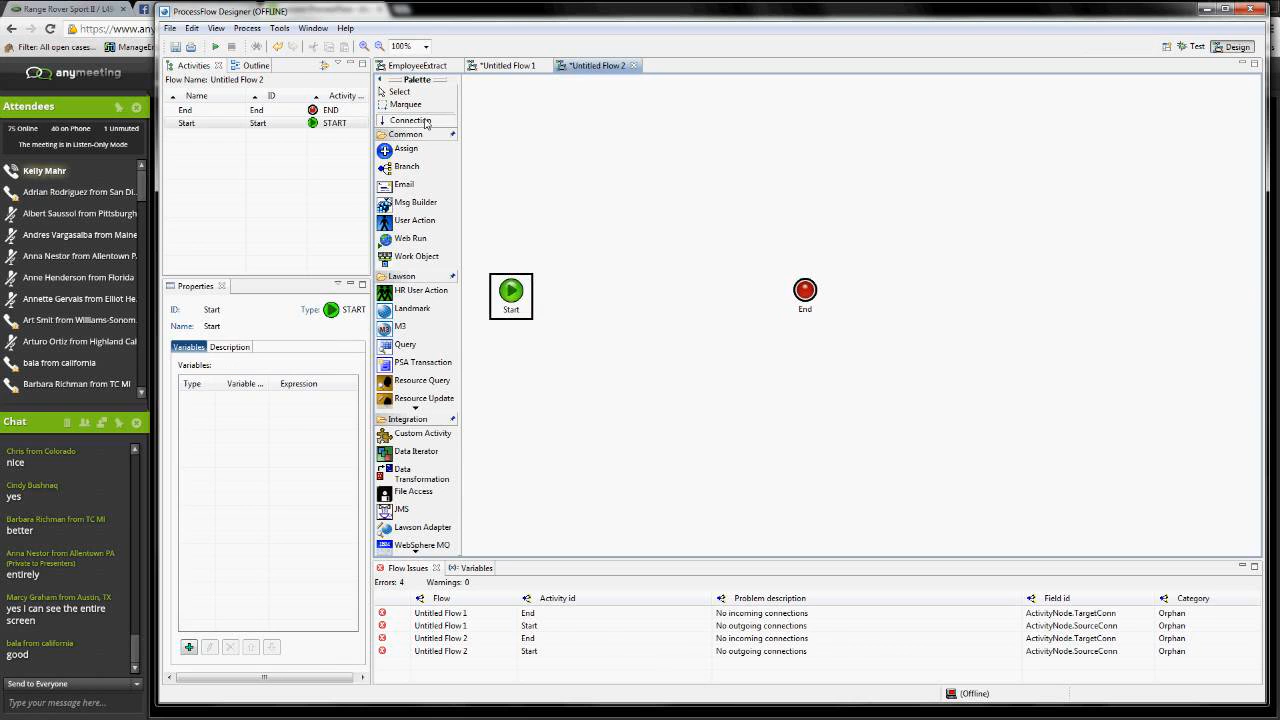 Range Rover Sport II / L49
https://www.any
Filter: All open cases...
ManageEn
anymeeting
Attendees
75 Online 40 on Phone 1 Unmuted
The meeting is in Listen-Only Mode
Kelly Mahr
Adrian Rodriguez from San Di...
Albert Saussol from Pittsburgh
Andres Vargasalba from Maine
Anna Nestor from Allentown P
Anne Henderson from Florida
Annette Gervais from Elliot He
Art Smit from Williams-Sonom
Arturo Ortiz from Highland Cal
bala from california
Barbara Richman from TC MI
Chat
Chris from Colorado
nice
Cindy Bushnaq
yes
Barbara Richman from TC MI
better
Anna Nestor from Allentown PA
(Private to Presenters)
entirely
Marcy Graham from Austin, TX
yes I can see the entire
screen
bala from california
good
Send to Everyone
Type your message here...
ProcessFlow Designer (OFFLINE)
File Edit View Process Tools Window Help
100%
Test
Design
Activities
Outline
Flow Name: Untitled Flow 2
Name ID Activity ...
End End END
Start Start START
Properties
ID: Start Type: START
Name: Start
Variables Description
Variables:
Type Variable ... Expression
EmployeeExtract
*Untitled Flow 1
*Untitled Flow 2
Palette
Select
Marquee
Connection
Common
Assign
Branch
Email
Msg Builder
User Action
Web Run
Work Object
Lawson
HR User Action
Landmark
M3
M3
Query
PSA Transaction
Resource Query
Resource Update
Integration
Custom Activity
Data Iterator
Data
Transformation
File Access
JMS
Lawson Adapter
WebSphere MQ
Start
End
Flow Issues
Variables
Errors: 4 Warnings: 0
Flow Activity id Problem description Field id Category
Untitled Flow 1 End No incoming connections ActivityNode.TargetConn Orphan
Untitled Flow 1 Start No outgoing connections ActivityNode.SourceConn Orphan
Untitled Flow 2 End No incoming connections ActivityNode.TargetConn Orphan
Untitled Flow 2 Start No outgoing connections ActivityNode.SourceConn Orphan
(Offline)